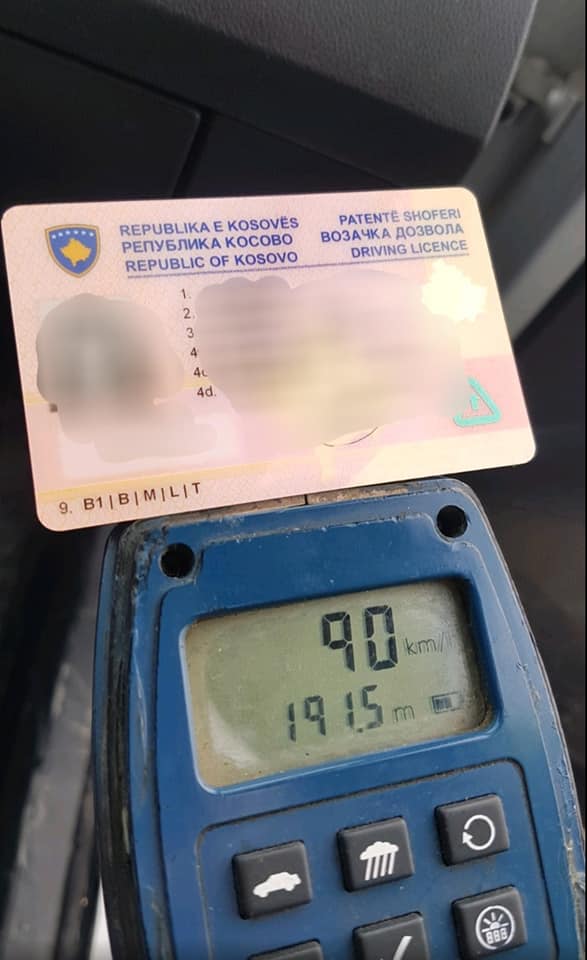 REPUBLIKA E KOSOVËS
РЕПУБЛИКА КОСОВО
REPUBLIC OF KOSOVO
PATENTË SHOFERI
ВОЗАЧКА ДОЗВОЛА
DRIVING LICENCE
1.
2.
3
4
4c
4d.
9. B1|B|M|L|T
90 km/
191.5 m